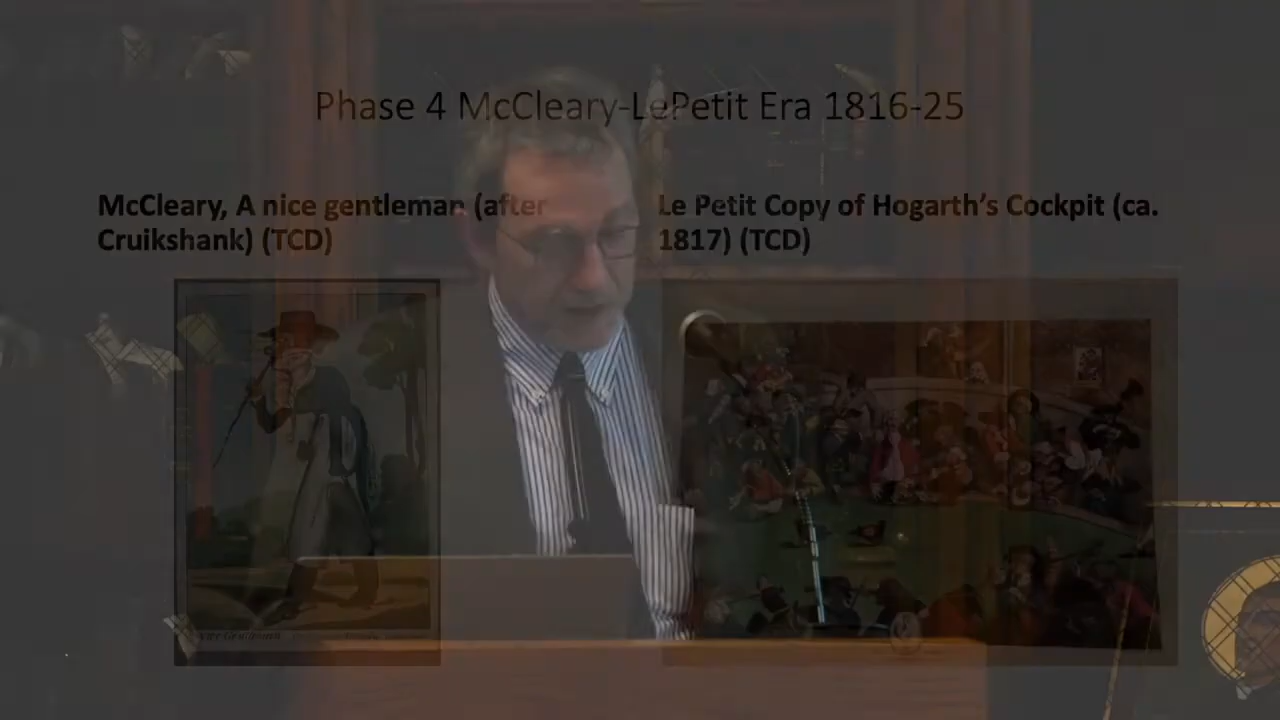 Phase 4 McCleary-LePetit Era 1816-25
McCleary, A nice gentleman (after
Cruikshank) (TCD)
Le Petit Copy of Hogarth's Cockpit (ca.
1817) (TCD)